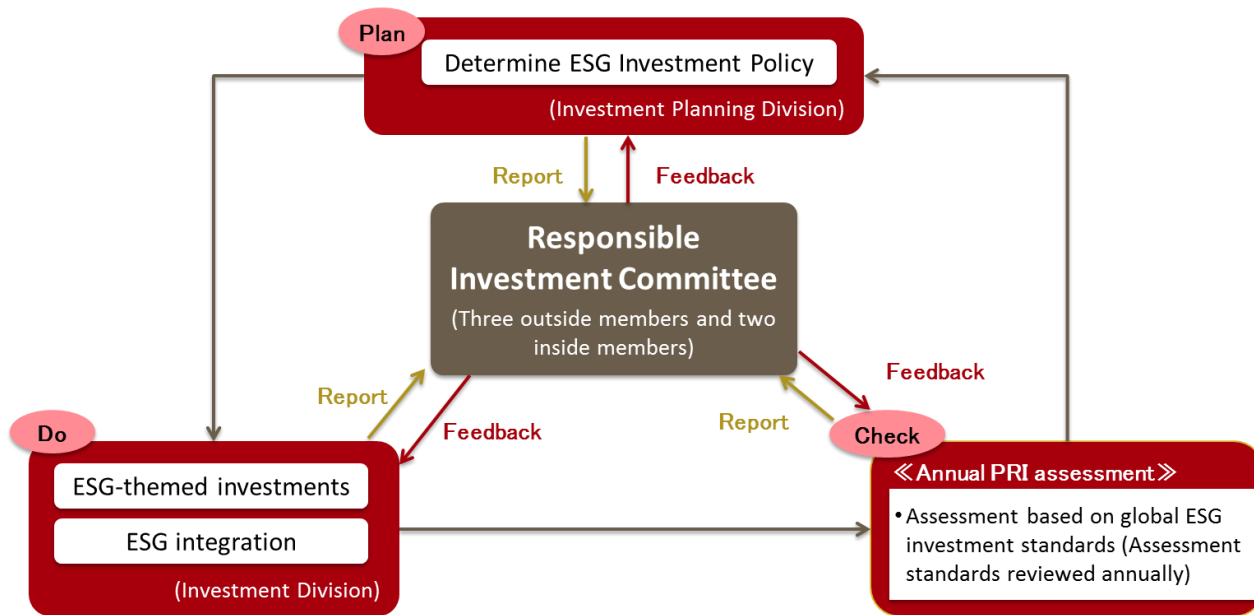 Plan
Determine ESG Investment Policy
(Investment Planning Division)
Report
Feedback
Responsible
Investment Committee
(Three outside members and two
inside members)
Report
Feedback
Feedback
Report
Do
ESG-themed investments
ESG integration
(Investment Division)
Check
≪Annual PRI assessment≫
• Assessment based on global ESG
investment standards (Assessment
standards reviewed annually)